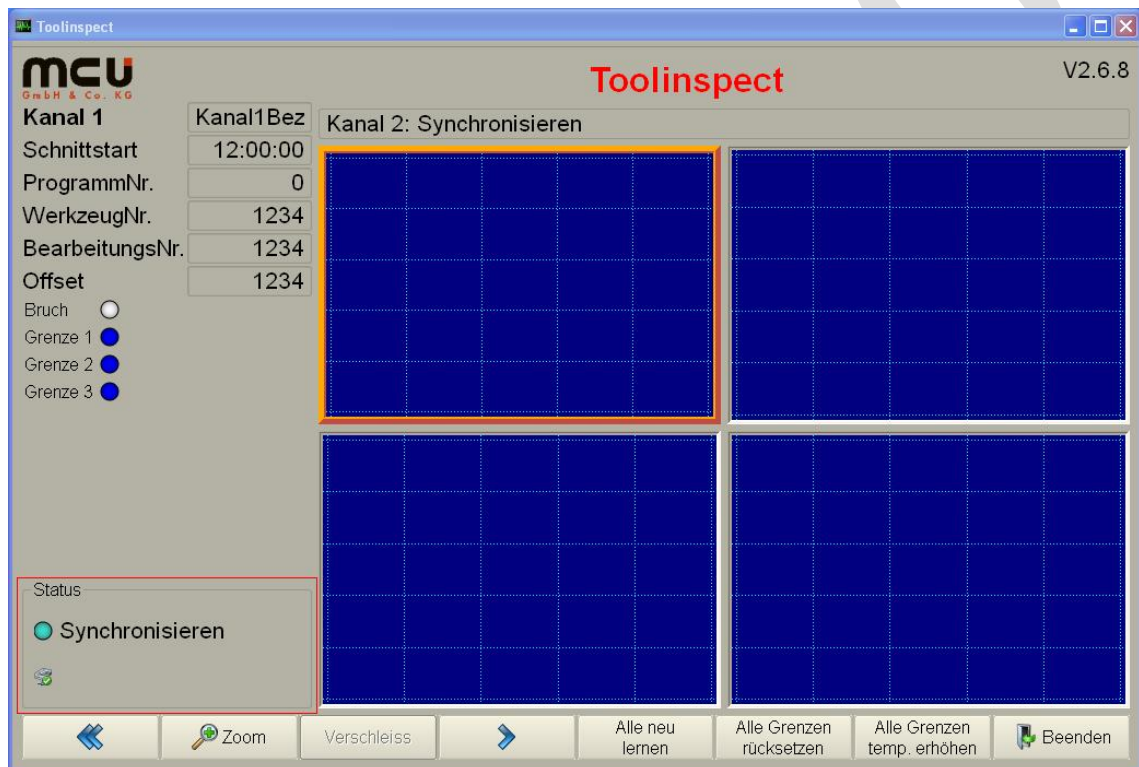 Toolinspect
mcu
GmbH & Co. KG
Toolinspect
V2.6.8
Kanal 1
Kanal1Bez
Kanal 2: Synchronisieren
Schnittstart
12:00:00
ProgrammNr.
0
WerkzeugNr.
1234
BearbeitungsNr.
1234
Offset
1234
Bruch
Grenze 1
Grenze 2
Grenze 3
Status
Synchronisieren
Zoom
Verschleiss
Alle neu
lernen
Alle Grenzen
rücksetzen
Alle Grenzen
temp. erhöhen
Beenden